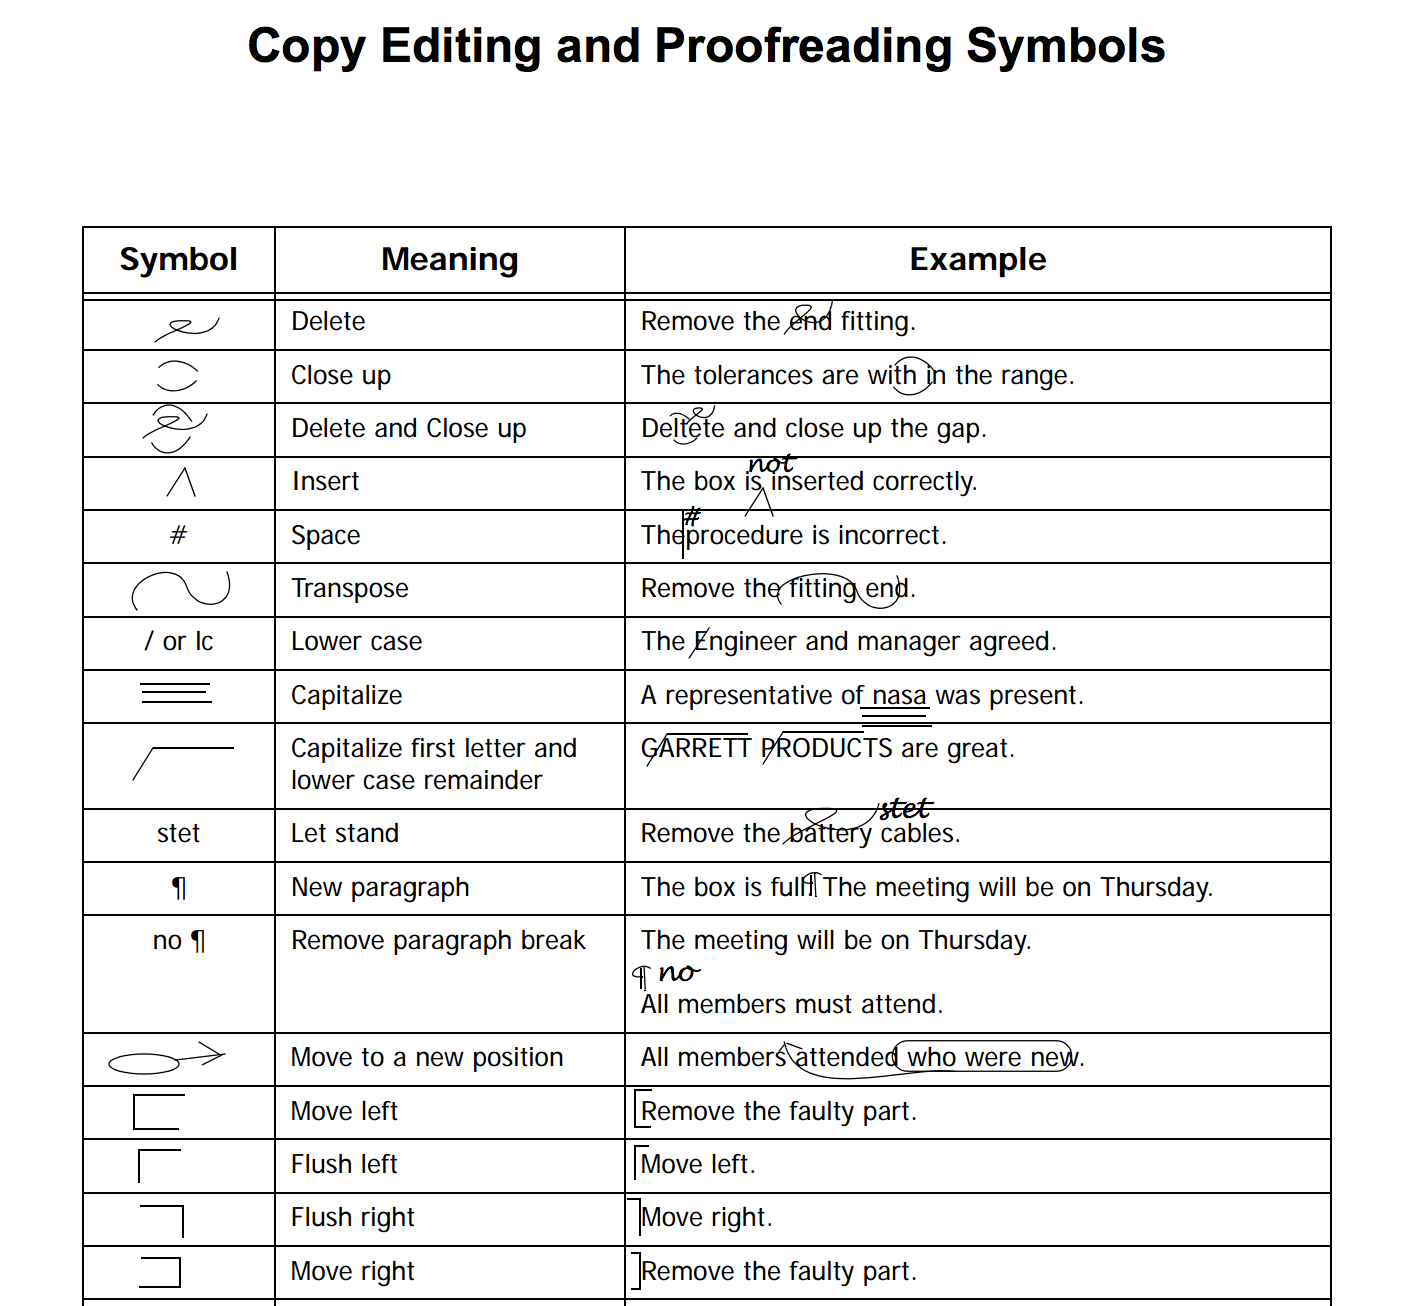 Copy Editing and Proofreading Symbols
Symbol Meaning Example
Delete Remove the end fitting.
Close up The tolerances are with in the range.
Delete and Close up Deltete and close up the gap.
not
Insert The box is inserted correctly.
#
# Space Theprocedure is incorrect.
Transpose Remove the fitting end.
/ or lc Lower case The Engineer and manager agreed.
Capitalize A representative of nasa was present.
Capitalize first letter and GARRETT PRODUCTS are great.
lower case remainder
stet
stet Let stand Remove the battery cables.
¶ New paragraph The box is full.¶ The meeting will be on Thursday.
no ¶ Remove paragraph break The meeting will be on Thursday.
¶ no
All members must attend.
Move to a new position All members attended who were new.
Move left Remove the faulty part.
Flush left Move left.
Flush right Move right.
Move right Remove the faulty part.